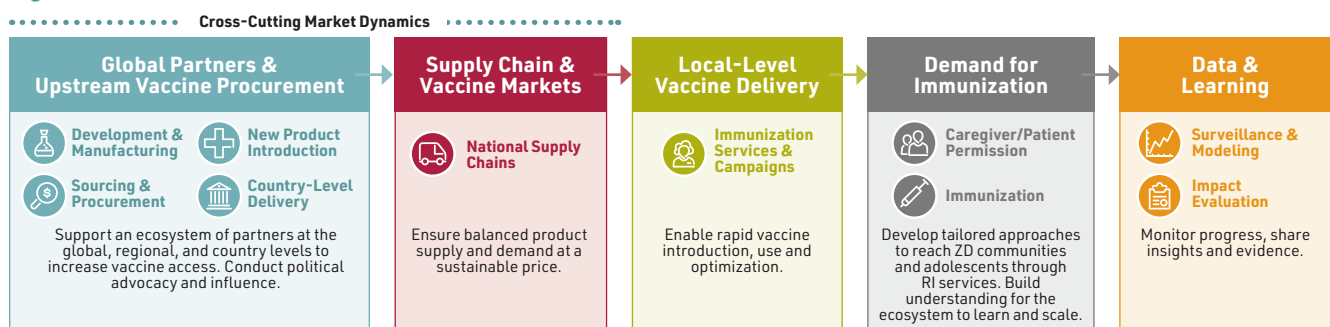 Cross-Cutting Market Dynamics
Global Partners &
Upstream Vaccine Procurement
Development &
Manufacturing
New Product
Introduction
Sourcing &
Procurement
Country-Level
Delivery
Support an ecosystem of partners at the
global, regional, and country levels to
increase vaccine access. Conduct political
advocacy and influence.
Supply Chain &
Vaccine Markets
National Supply
Chains
Ensure balanced product
supply and demand at a
sustainable price.
Local-Level
Vaccine Delivery
Immunization
Services &
Campaigns
Enable rapid vaccine
introduction, use and
optimization.
Demand for
Immunization
Caregiver/Patient
Permission
Immunization
Develop tailored approaches
to reach ZD communities
and adolescents through
RI services. Build
understanding for the
ecosystem to learn and scale.
Data &
Learning
Surveillance &
Modeling
Impact
Evaluation
Monitor progress, share
insights and evidence.